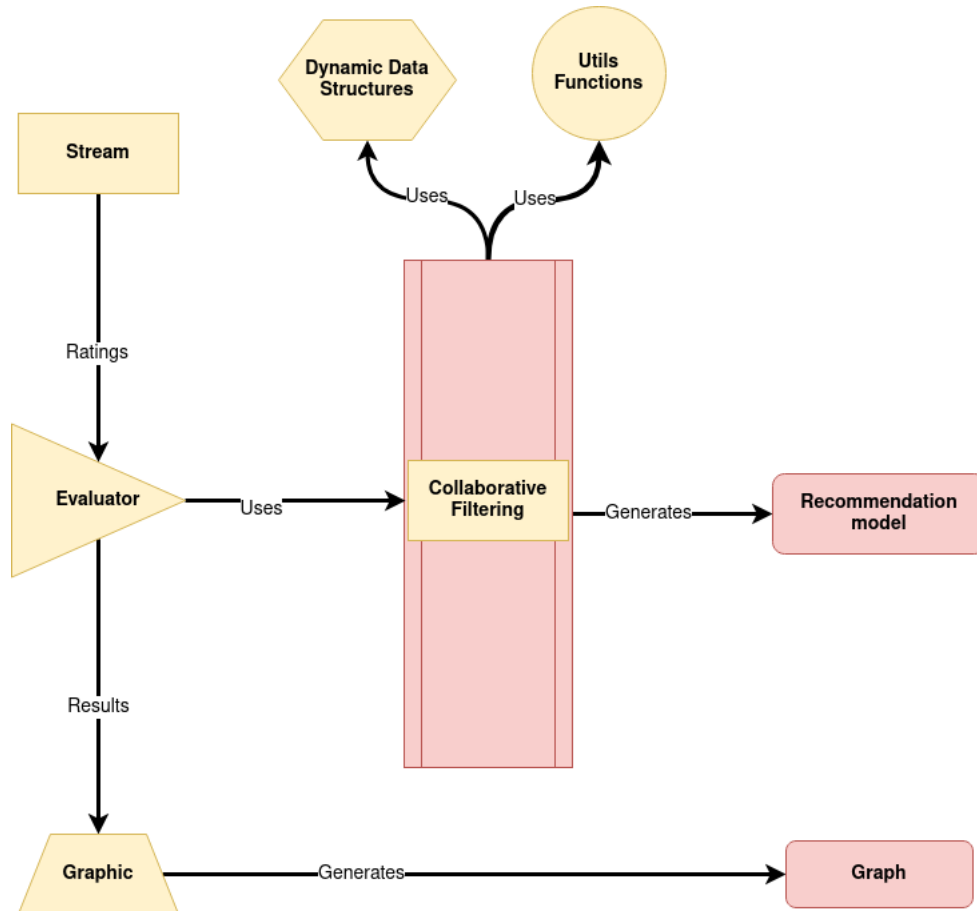 Dynamic Data
Structures
Utils
Functions
Stream
Uses
Uses
Ratings
Evaluator
Uses
Collaborative
Filtering
Generates
Recommendation
model
Results
Graphic
Generates
Graph